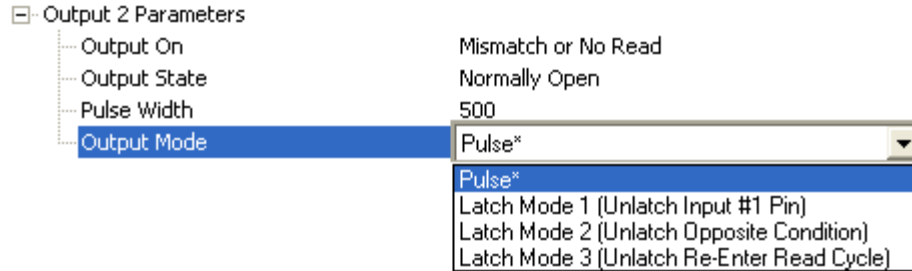 Output 2 Parameters
Output On Mismatch or No Read
Output State Normally Open
Pulse Width 500
Output Mode Pulse*
Pulse*
Latch Mode 1 (Unlatch Input #1 Pin)
Latch Mode 2 (Unlatch Opposite Condition)
Latch Mode 3 (Unlatch Re-Enter Read Cycle)